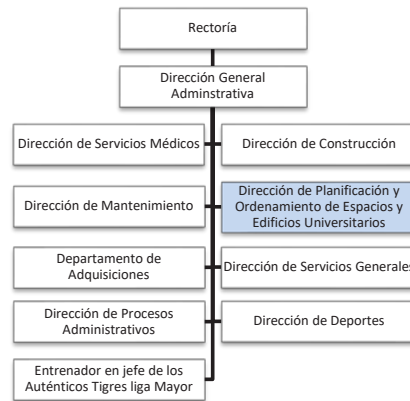 Rectoría
Dirección General
Adminstrativa
Dirección de Servicios Médicos
Dirección de Construcción
Dirección de Mantenimiento
Dirección de Planificación y
Ordenamiento de Espacios y
Edificios Universitarios
Departamento de
Adquisiciones
Dirección de Servicios Generales
Dirección de Procesos
Administrativos
Dirección de Deportes
Entrenador en jefe de los
Auténticos Tigres liga Mayor